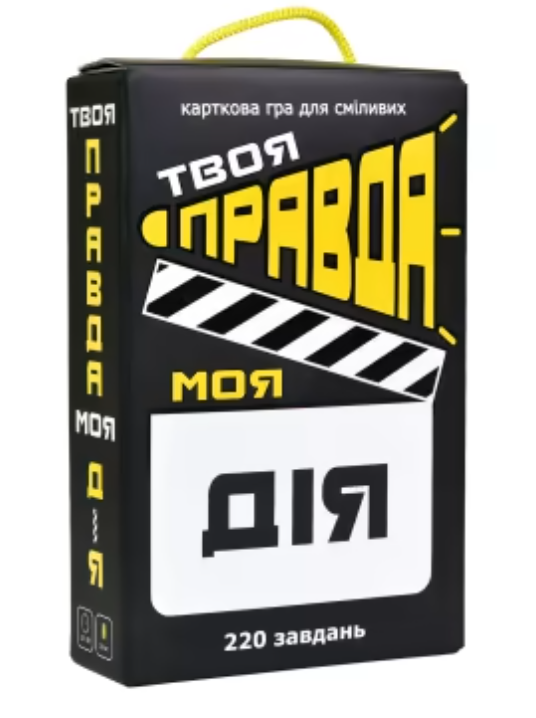 карткова гра для сміливих
ТВОЯ
ПРАВДА
МОЯ
ДІЯ
220 завдань
ТВОЯ
ПРАВДА
МОЯ
ДІЯ